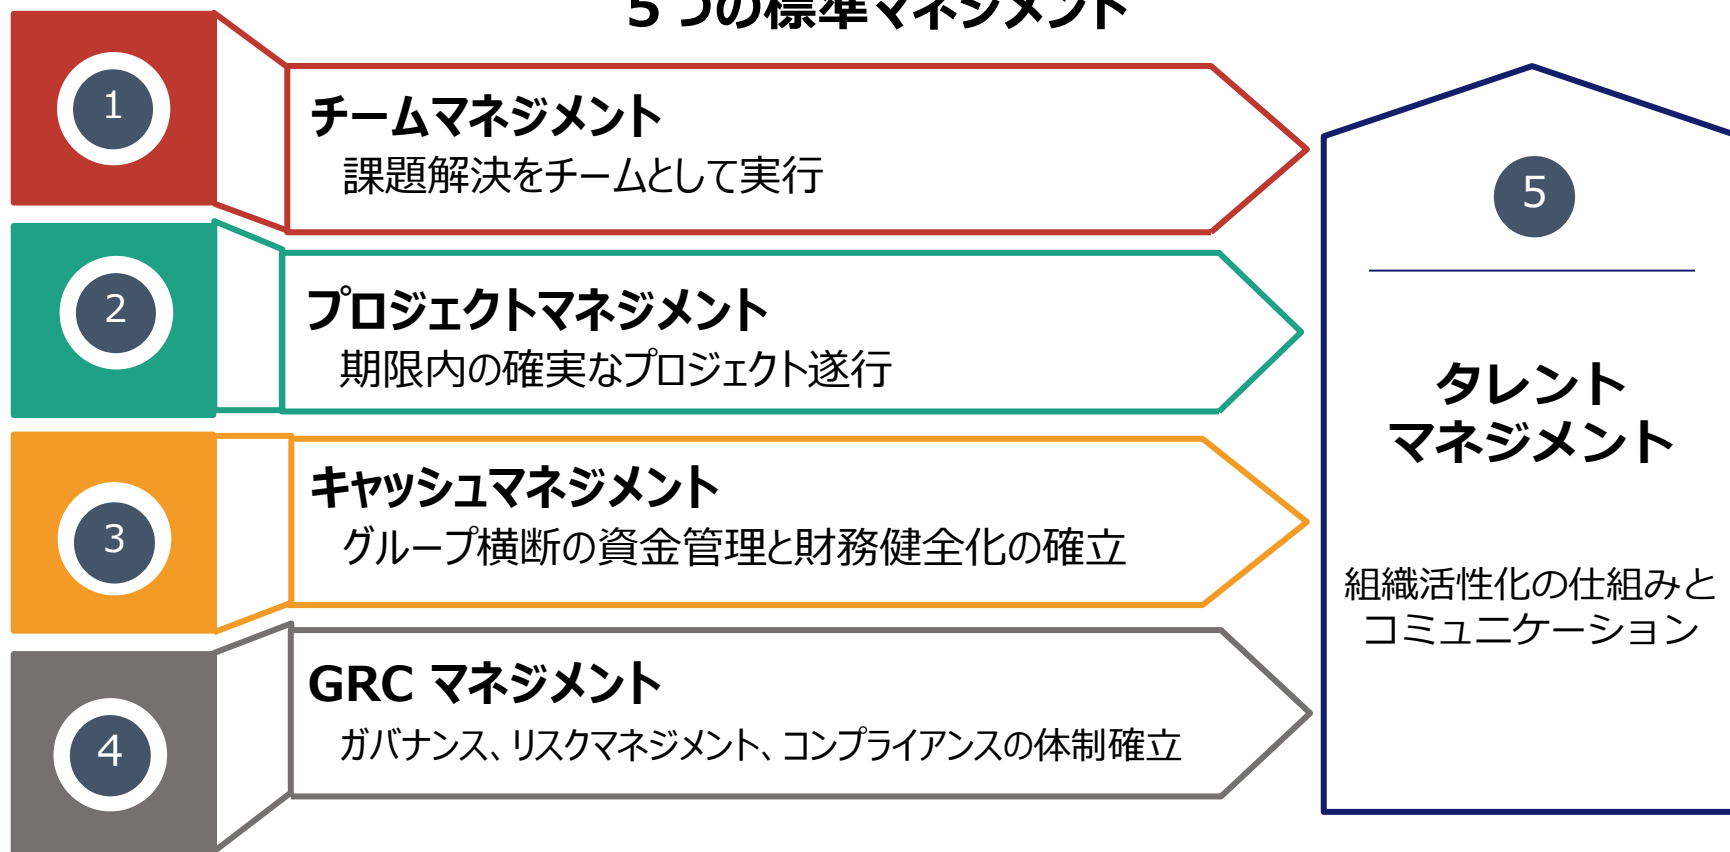 ５つの標準マネジメント
1
チームマネジメント
課題解決をチームとして実行
2
プロジェクトマネジメント
期限内の確実なプロジェクト遂行
3
キャッシュマネジメント
グループ横断の資金管理と財務健全化の確立
4
GRC マネジメント
ガバナンス、リスクマネジメント、コンプライアンスの体制確立
5
タレント
マネジメント
組織活性化の仕組みと
コミュニケーション